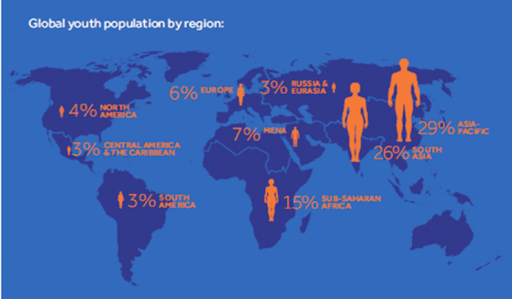 Global youth population by region:
6% EUROPE
3% RUSSIA &
EURASIA
4% NORTH
AMERICA
7% MENA
29% ASIA-
PACIFIC
3% CENTRAL AMERICA
& THE CARIBBEAN
26% SOUTH
ASIA
3% SOUTH
AMERICA
15% SUB-SAHARAN
AFRICA